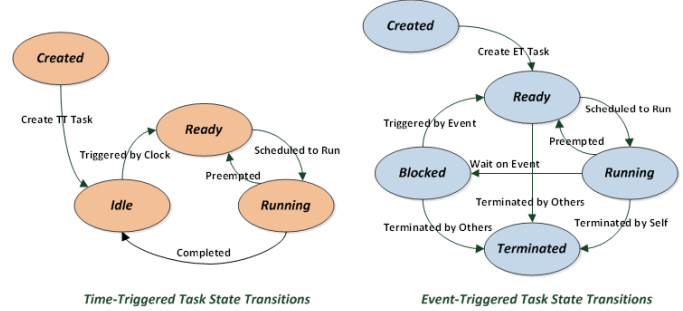 Created
Create TT Task
Ready
Triggered by Clock
Scheduled to Run
Preempted
Idle
Running
Completed
Time-Triggered Task State Transitions
Created
Create ET Task
Ready
Triggered by Event
Scheduled to Run
Preempted
Blocked
Wait on Event
Running
Terminated by Others
Terminated by Others
Terminated by Self
Terminated
Event-Triggered Task State Transitions